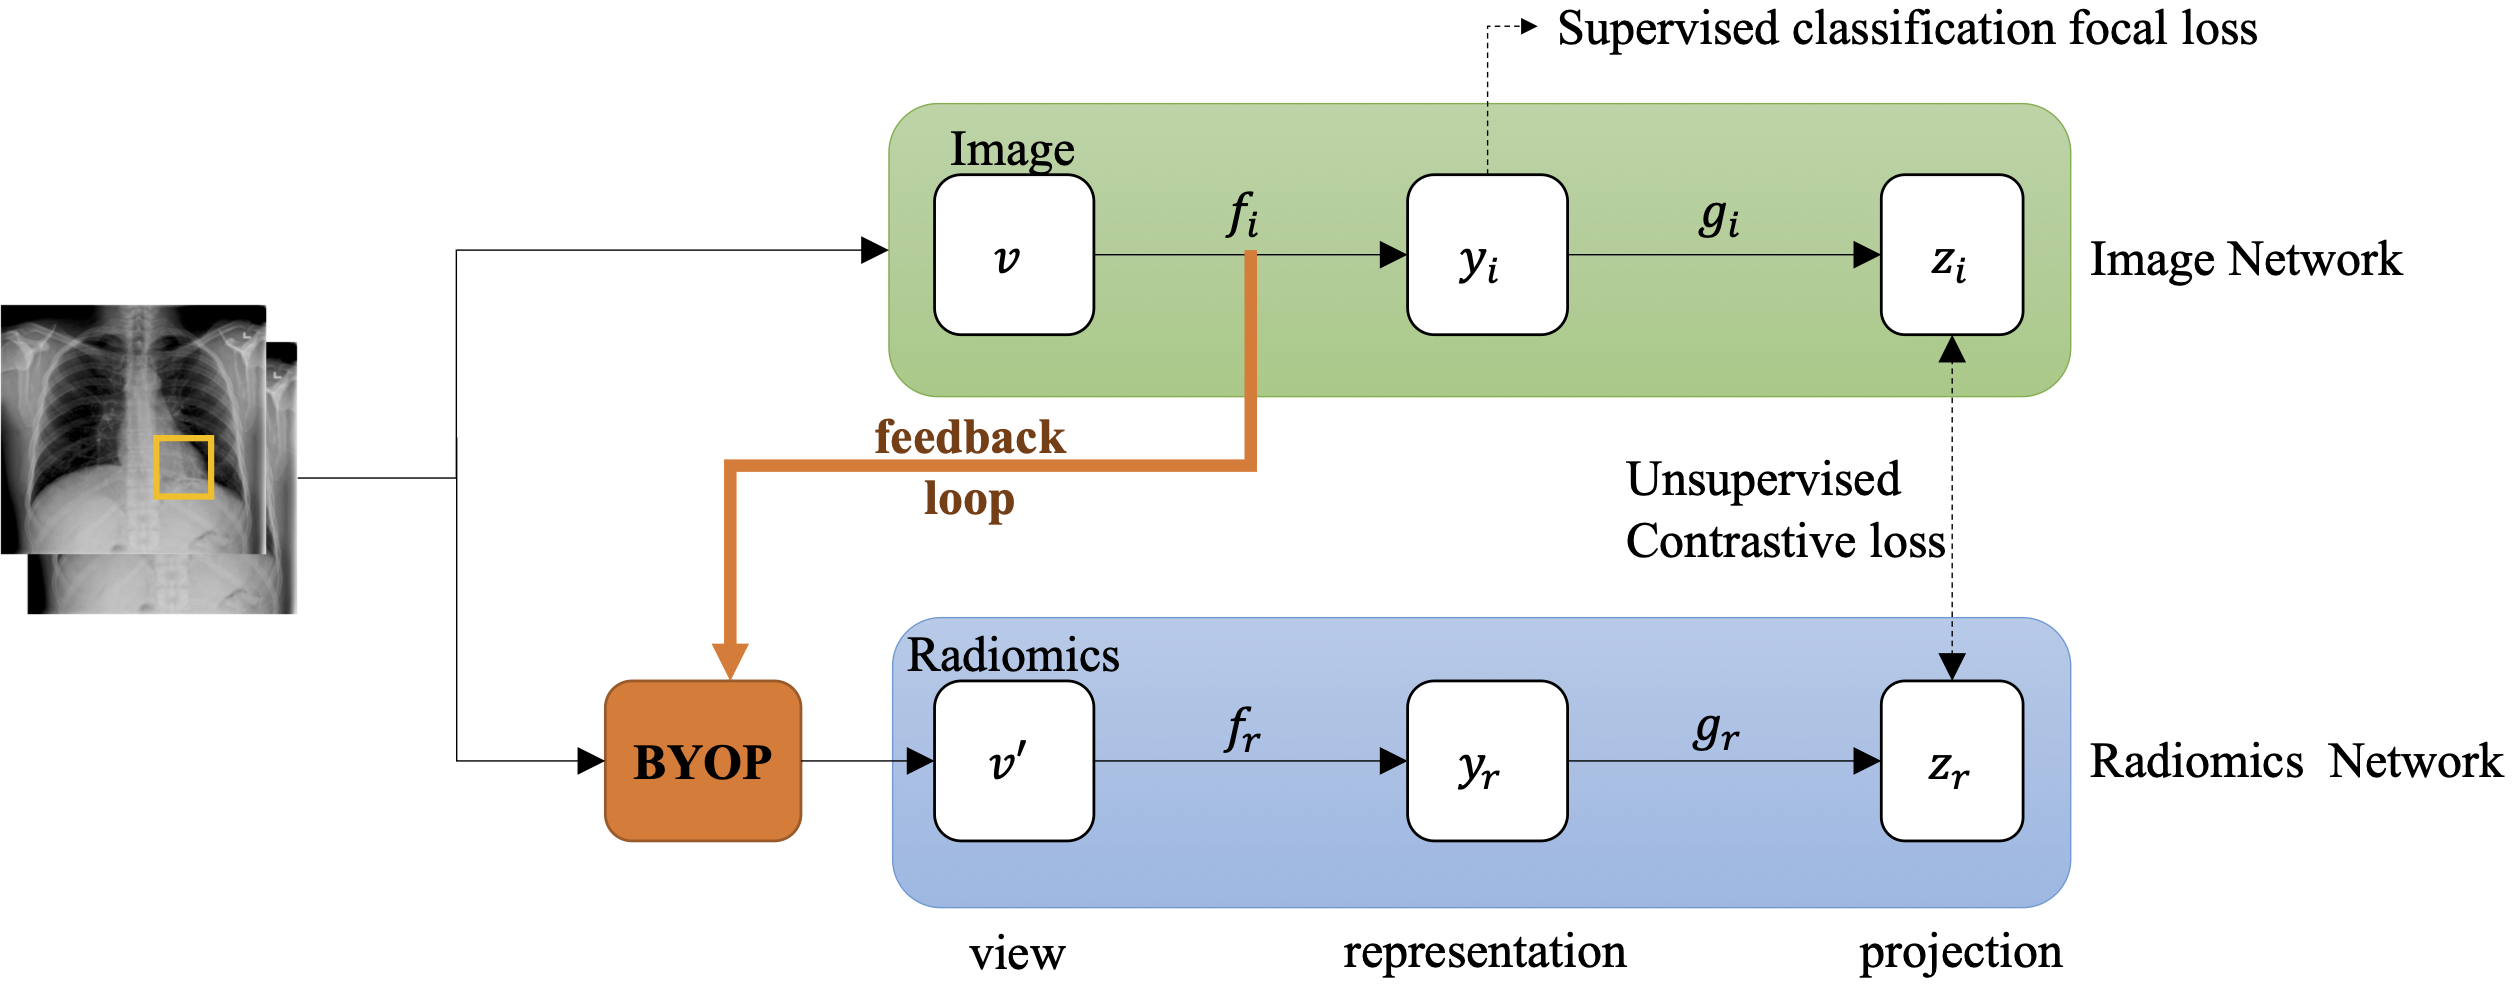 Supervised classification focal loss
Image
v
f_i
y_i
g_i
z_i
Image Network
feedback
loop
Unsupervised
Contrastive loss
Radiomics
BYOP
v′
f_r
y_r
g_r
z_r
Radiomics Network
view
representation
projection